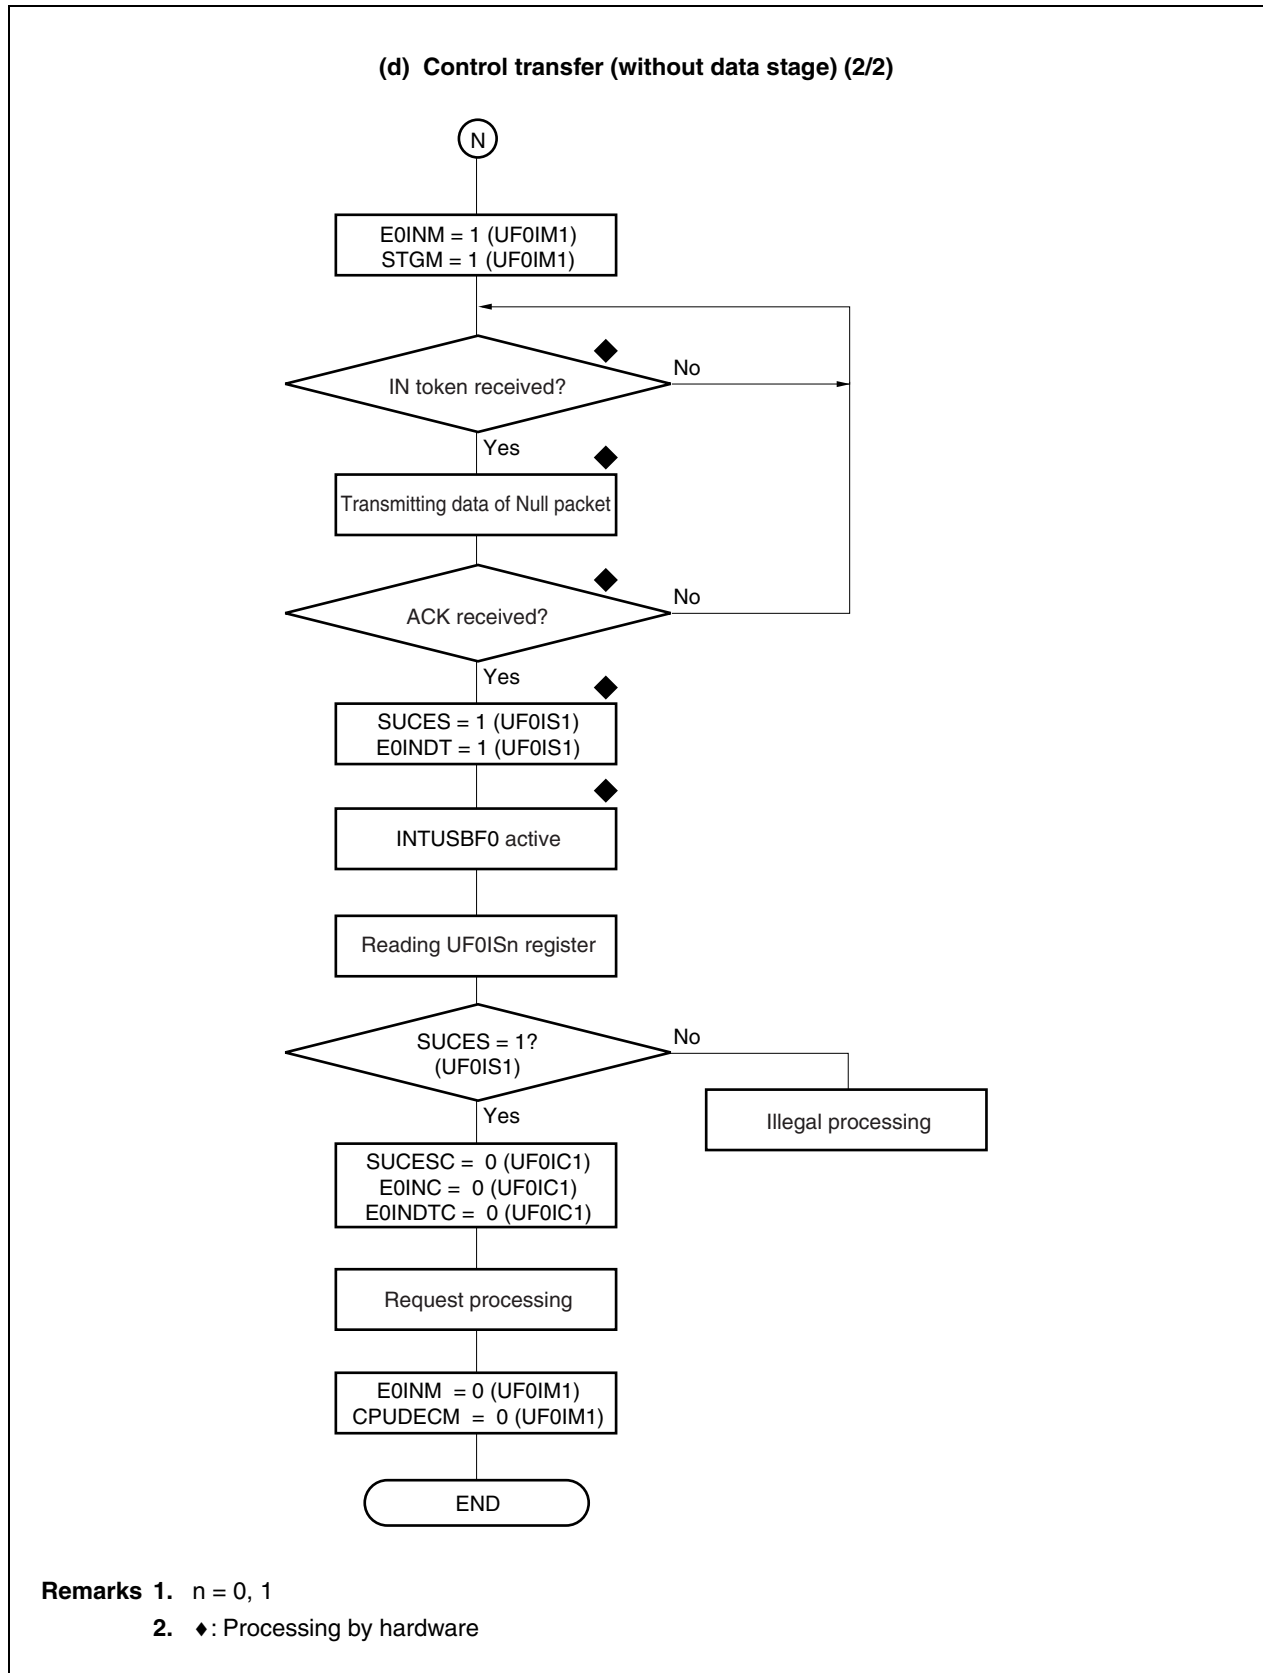 (d) Control transfer (without data stage) (2/2)
N
E0INM = 1 (UF0IM1)
STGM = 1 (UF0IM1)
IN token received?
No
Yes
Transmitting data of Null packet
ACK received?
No
Yes
SUCES = 1 (UF0IS1)
E0INDT = 1 (UF0IS1)
INTUSBF0 active
Reading UF0ISn register
SUCES = 1?
(UF0IS1)
No
Yes
Illegal processing
SUCESC = 0 (UF0IC1)
E0INC = 0 (UF0IC1)
E0INDTC = 0 (UF0IC1)
Request processing
E0INM = 0 (UF0IM1)
CPUDECM = 0 (UF0IM1)
END
Remarks 1. n = 0, 1
2. ♦: Processing by hardware